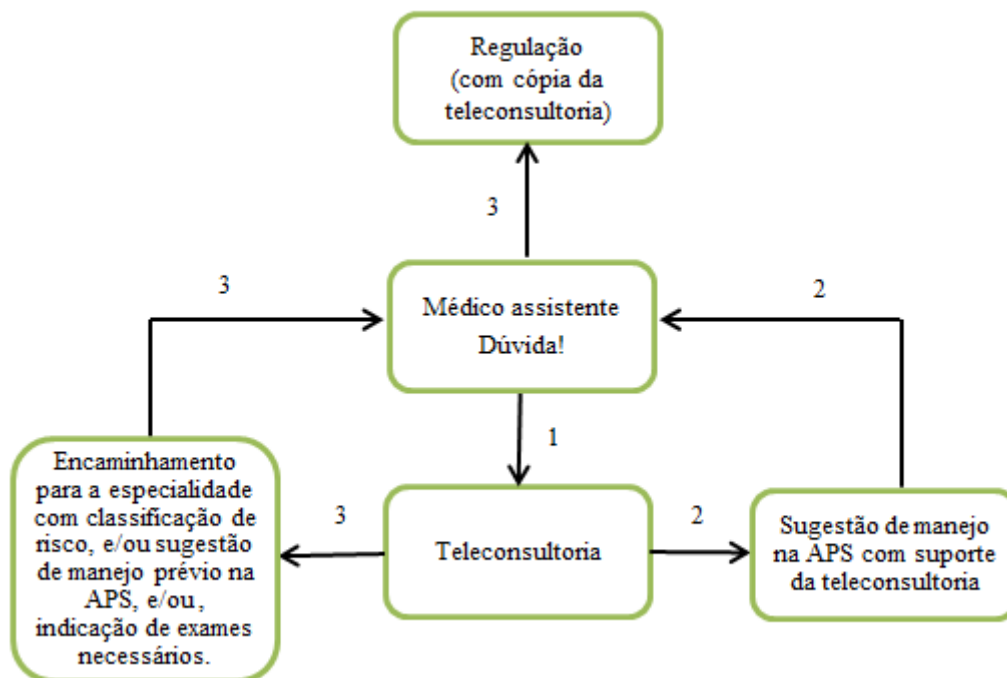 Regulação
(com cópia da
teleconsultoria)
3
3
Médico assistente
Dúvida!
2
1
Encaminhamento
para a especialidade
com classificação de
risco, e/ou sugestão
de manejo prévio na
APS, e/ou,
indicação de exames
necessários.
3
Teleconsultoria
2
Sugestão de manejo
na APS com suporte
da teleconsultoria